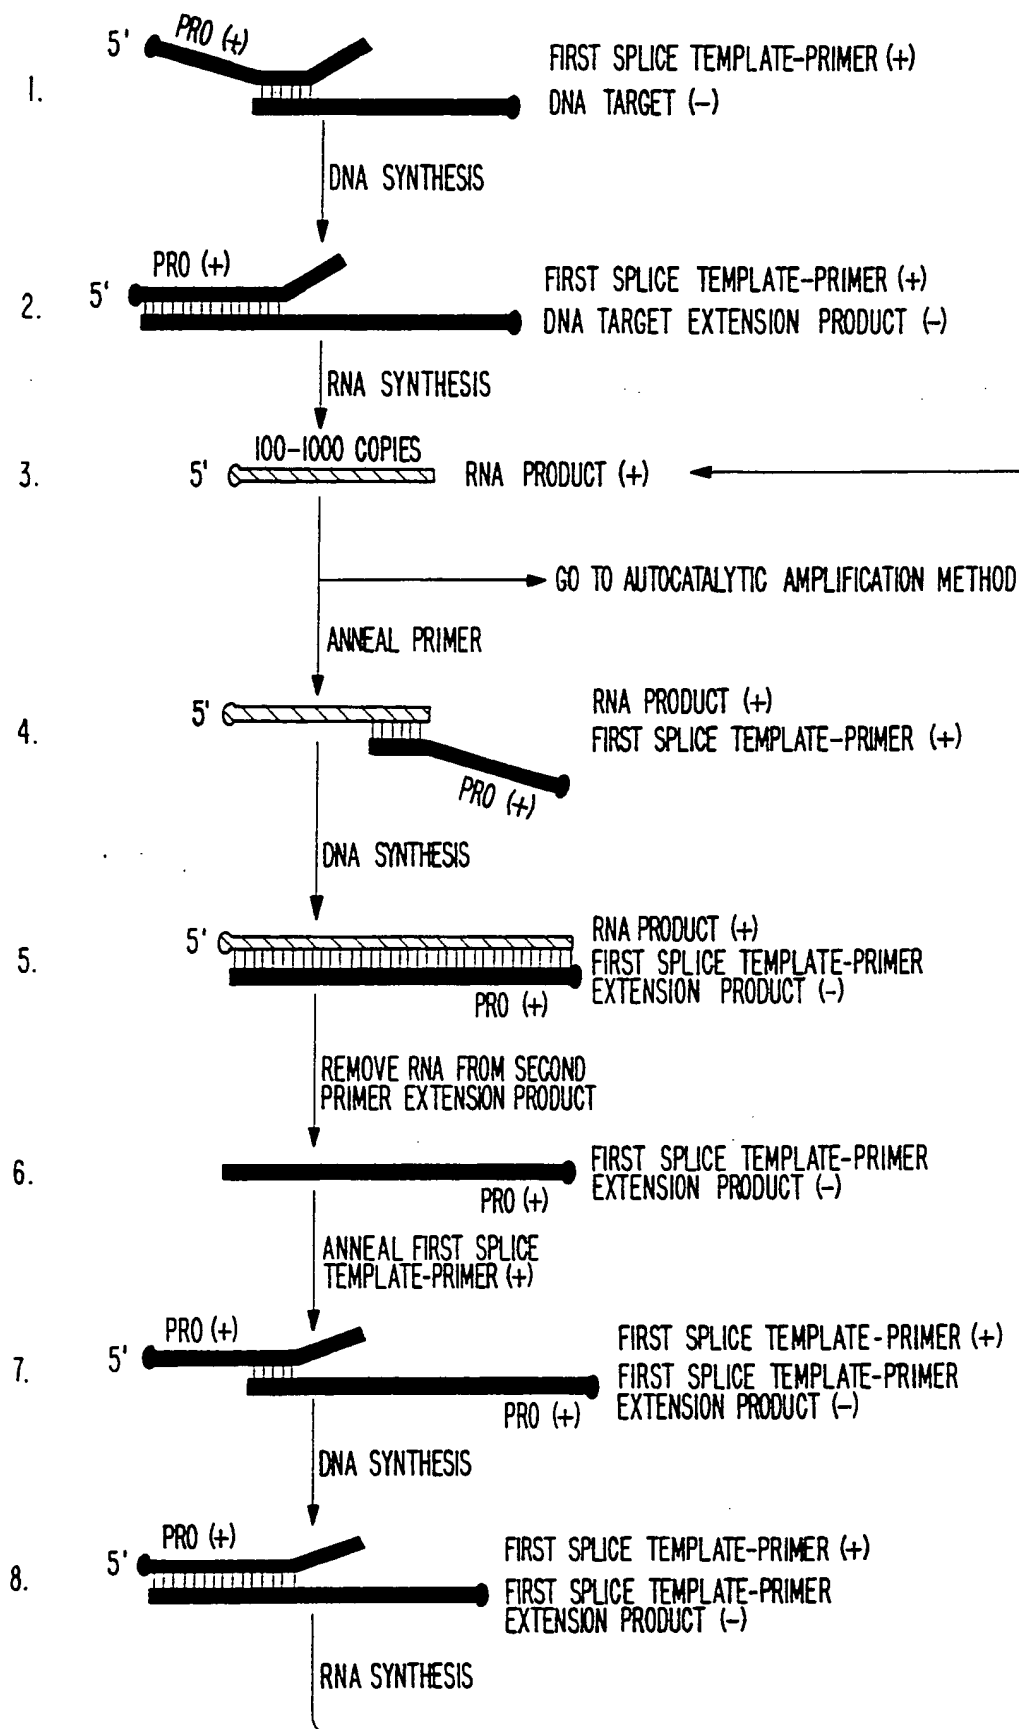 5' PRO (+)
FIRST SPLICE TEMPLATE-PRIMER (+)
1.
DNA TARGET (-)
DNA SYNTHESIS
PRO (+)
5'
FIRST SPLICE TEMPLATE-PRIMER (+)
2.
DNA TARGET EXTENSION PRODUCT (-)
RNA SYNTHESIS
100-1000 COPIES
3.
5'
RNA PRODUCT (+)
GO TO AUTOCATALYTIC AMPLIFICATION METHOD
ANNEAL PRIMER
5'
RNA PRODUCT (+)
4.
FIRST SPLICE TEMPLATE-PRIMER (+)
PRO (+)
DNA SYNTHESIS
5'
RNA PRODUCT (+)
5.
FIRST SPLICE TEMPLATE-PRIMER
EXTENSION PRODUCT (-)
PRO (+)
REMOVE RNA FROM SECOND
PRIMER EXTENSION PRODUCT
6.
FIRST SPLICE TEMPLATE-PRIMER
EXTENSION PRODUCT (-)
PRO (+)
ANNEAL FIRST SPLICE
TEMPLATE-PRIMER (+)
PRO (+)
5'
FIRST SPLICE TEMPLATE-PRIMER (+)
7.
FIRST SPLICE TEMPLATE-PRIMER
EXTENSION PRODUCT (-)
PRO (+)
DNA SYNTHESIS
PRO (+)
5'
FIRST SPLICE TEMPLATE-PRIMER (+)
8.
FIRST SPLICE TEMPLATE-PRIMER
EXTENSION PRODUCT (-)
RNA SYNTHESIS